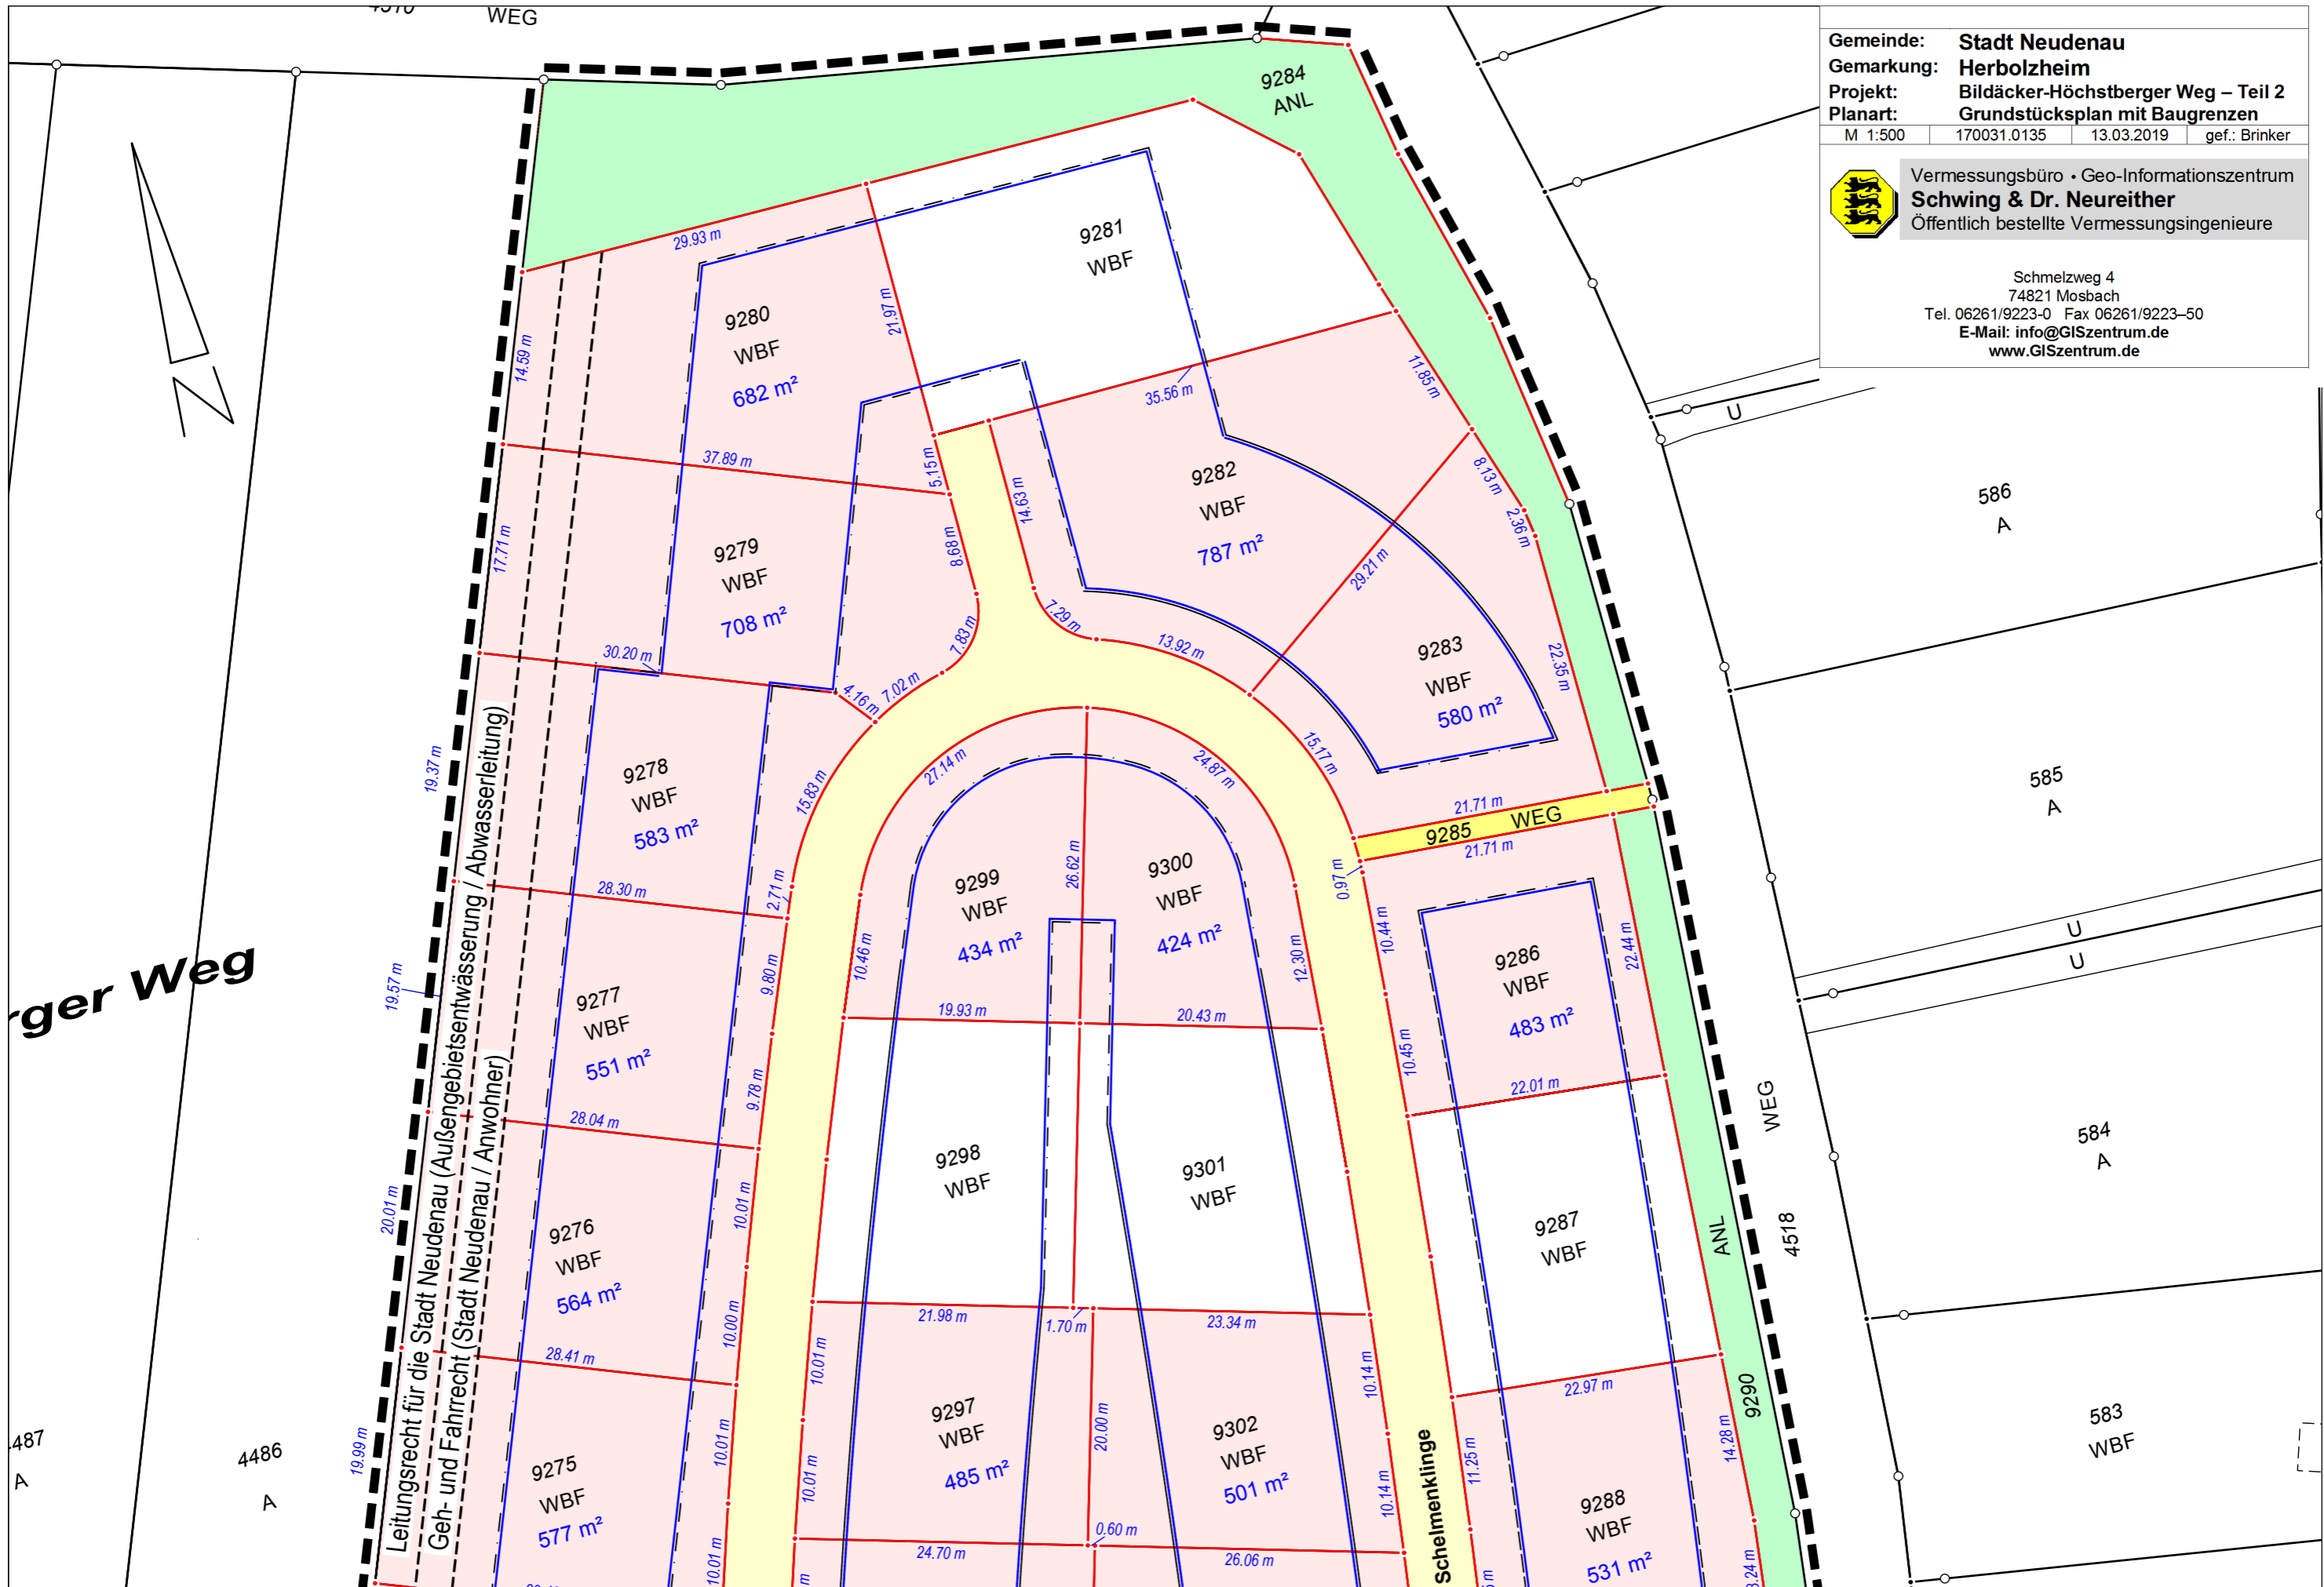 WEG
Gemeinde: Stadt Neudenau
Gemarkung: Herbolzheim
Projekt: Bildäcker-Höchstberger Weg – Teil 2
Planart: Grundstücksplan mit Baugrenzen
M 1:500 170031.0135 13.03.2019 gef.: Brinker
Vermessungsbüro • Geo-Informationszentrum
Schwing & Dr. Neureither
Öffentlich bestellte Vermessungsingenieure
Schmelzweg 4
74821 Mosbach
Tel. 06261/9223-0 Fax 06261/9223–50
E-Mail: info@GISzentrum.de
www.GISzentrum.de
9284
ANL
29.93 m
9281
WBF
21.97 m
9280
WBF
682 m²
14.59 m
35.56 m
11.85 m
U
37.89 m
5.15 m
9282
WBF
787 m²
8.13 m
2.36 m
14.63 m
8.68 m
17.71 m
9279
WBF
708 m²
29.21 m
586
A
7.29 m
7.83 m
13.92 m
30.20 m
4.16 m
7.02 m
9283
WBF
580 m²
22.35 m
15.17 m
19.37 m
9278
WBF
583 m²
15.83 m
27.14 m
24.87 m
21.71 m
9285 WEG
21.71 m
585
A
28.30 m
2.71 m
26.62 m
0.97 m
9299
WBF
434 m²
9300
WBF
424 m²
10.46 m
12.30 m
10.44 m
9286
WBF
483 m²
22.44 m
U
U
rger Weg
19.57 m
9277
WBF
551 m²
9.80 m
19.93 m
20.43 m
10.45 m
22.01 m
9.78 m
28.04 m
WEG
584
A
20.01 m
9276
WBF
564 m²
10.01 m
9298
WBF
9301
WBF
9287
WBF
ANL
4518
10.00 m
28.41 m
21.98 m
1.70 m
23.34 m
10.01 m
10.14 m
22.97 m
9290
Leitungsrecht für die Stadt Neudenau (Außengebietsentwässerung / Abwasserleitung)
Geh- und Fahrrecht (Stadt Neudenau / Anwohner)
4486
A
A
19.99 m
9275
WBF
577 m²
10.01 m
10.01 m
10.01 m
9297
WBF
485 m²
20.00 m
9302
WBF
501 m²
10.14 m
Schelmenklinge
11.25 m
14.28 m
583
WBF
9288
WBF
531 m²
24.70 m
0.60 m
26.06 m